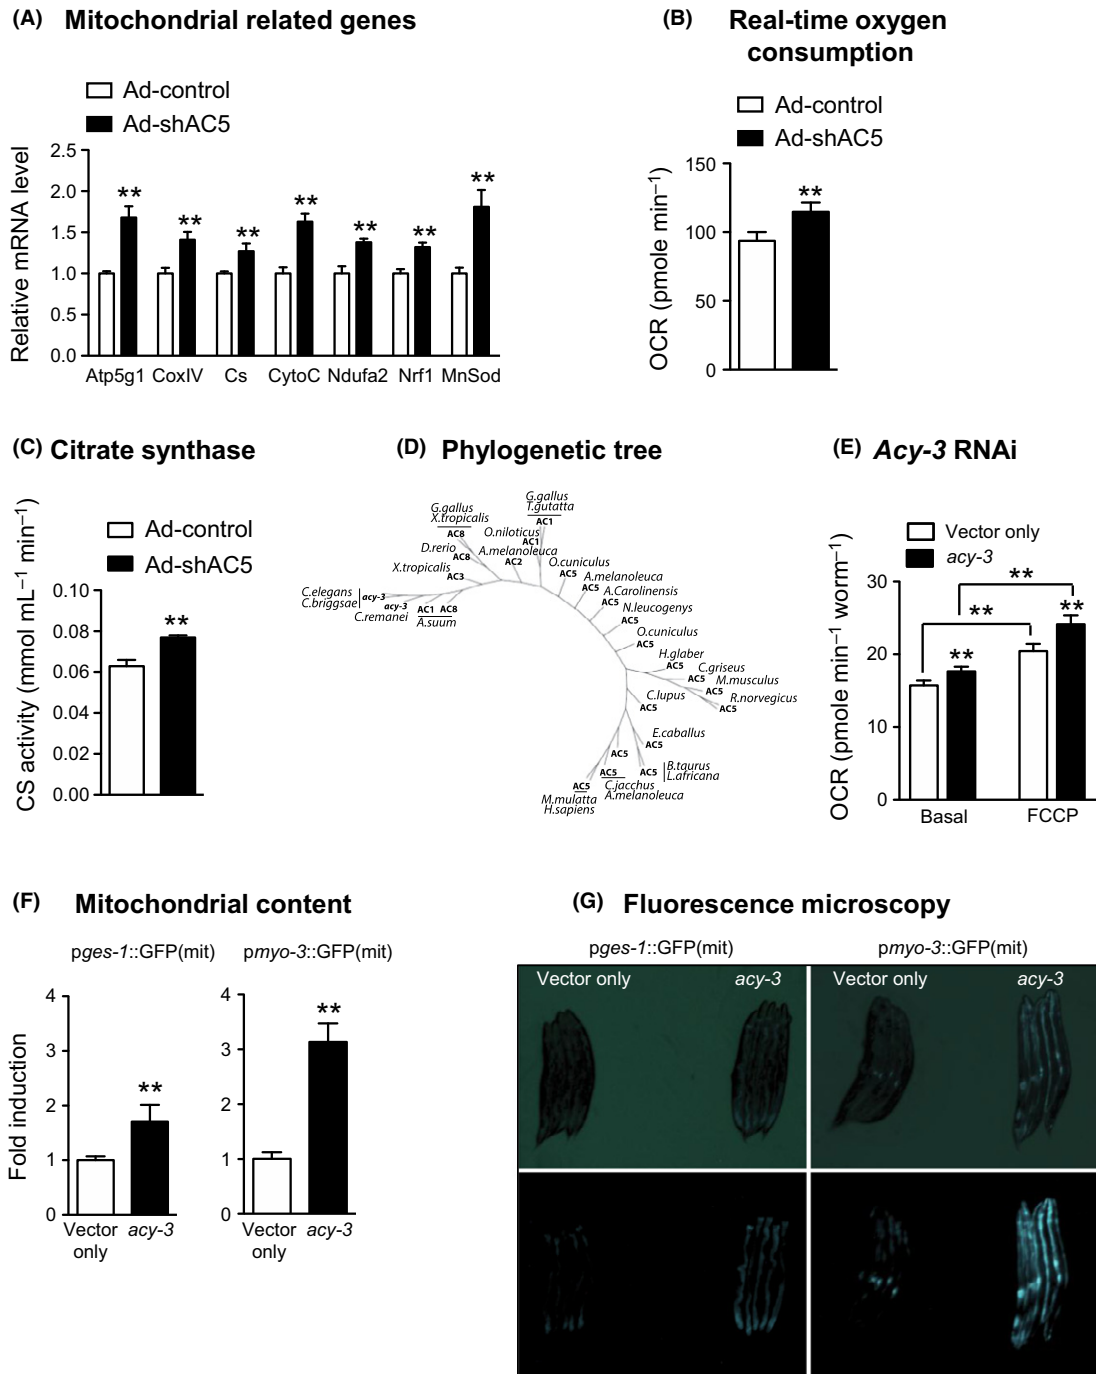 (A) Mitochondrial related genes
Ad-control
Ad-shAC5
Relative mRNA level
2.5
2.0
1.5
1.0
0.5
0.0
** ** ** ** ** ** **
Atp5g1 CoxIV Cs CytoC Ndufa2 Nrf1 MnSod
(B) Real-time oxygen
consumption
Ad-control
Ad-shAC5
OCR (pmole min⁻¹)
150
100
50
0
**
(C) Citrate synthase
Ad-control
Ad-shAC5
CS activity (mmol mL⁻¹ min⁻¹)
0.10
0.08
0.06
0.04
0.02
0.00
**
(D) Phylogenetic tree
G.gallus
T.gutatta
AC1
G.gallus
X.tropicalis
AC8
O.niloticus
AC1
D.rerio
AC8
A.melanoleuca
AC2
X.tropicalis
AC3
C.elegans
C.briggsae
acy-3
acy-3
C.remanei
AC1 AC8
A.suum
O.cuniculus
AC5
A.melanoleuca
AC5
A.Carolinensis
AC5
N.leucogenys
AC5
O.cuniculus
AC5
H.glaber
AC5
C.griseus
AC5
M.musculus
AC5
R.norvegicus
AC5
C.lupus
AC5
E.caballus
AC5
B.taurus
L.africana
AC5
AC5
AC5
C.jacchus
A.melanoleuca
AC5
M.mulatta
H.sapiens
(E) Acy-3 RNAi
Vector only
acy-3
OCR (pmole min⁻¹ worm⁻¹)
30
20
10
0
**
**
**
**
Basal FCCP
(F) Mitochondrial content
pges-1::GFP(mit) pmyo-3::GFP(mit)
Fold induction
4
3
2
1
0
**
Vector
only
acy-3
4
3
2
1
0
**
Vector
only
acy-3
(G) Fluorescence microscopy
pges-1::GFP(mit) pmyo-3::GFP(mit)
Vector only acy-3 Vector only acy-3